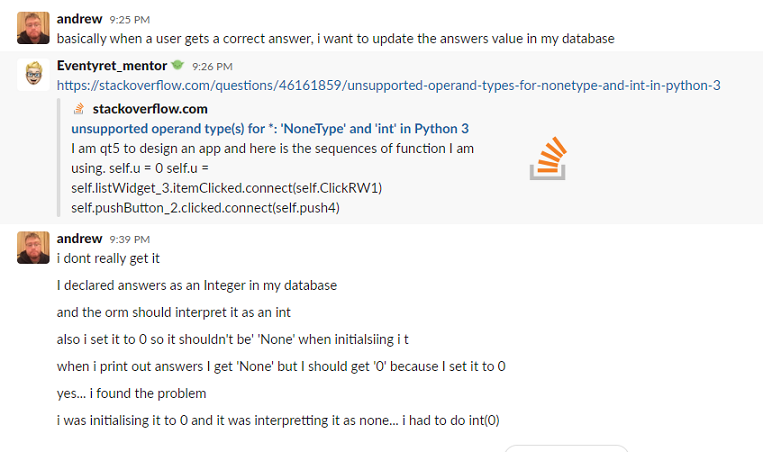 andrew 9:25 PM
basically when a user gets a correct answer, i want to update the answers value in my database
Eventyret_mentor 9:26 PM
https://stackoverflow.com/questions/46161859/unsupported-operand-types-for-nonetype-and-int-in-python-3
stackoverflow.com
unsupported operand type(s) for *: 'NoneType' and 'int' in Python 3
I am qt5 to design an app and here is the sequences of function I am
using. self.u = 0 self.u =
self.listWidget_3.itemClicked.connect(self.ClickRW1)
self.pushButton_2.clicked.connect(self.push4)
andrew 9:39 PM
i dont really get it
I declared answers as an Integer in my database
and the orm should interpret it as an int
also i set it to 0 so it shouldn't be' 'None' when initialsiing i t
when i print out answers I get 'None' but I should get '0' because I set it to 0
yes... i found the problem
i was initialising it to 0 and it was interpretting it as none... i had to do int(0)